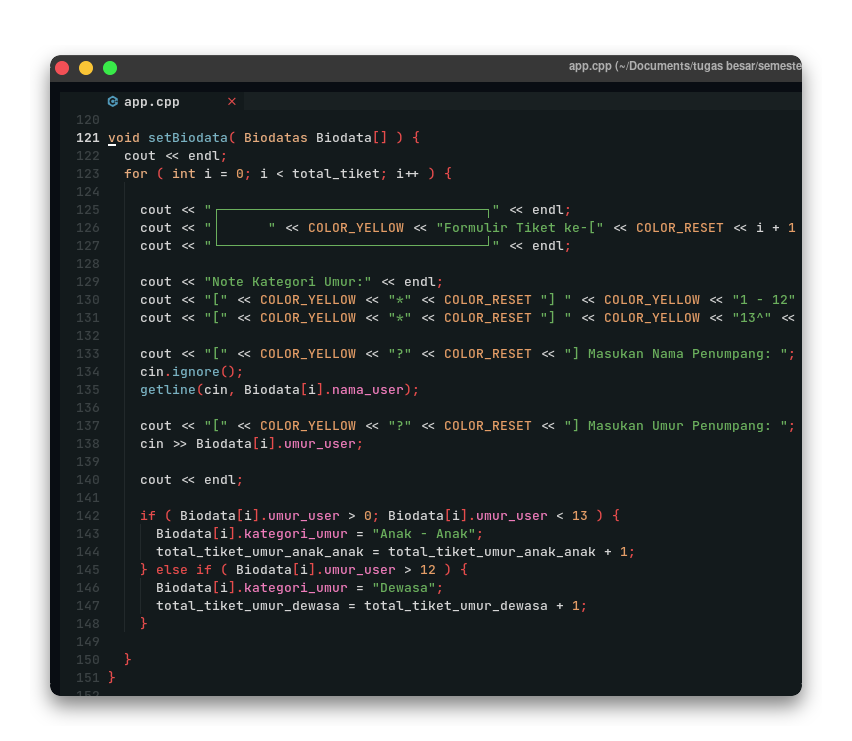 app.cpp (~/Documents/tugas besar/semeste
app.cpp ×
120
121 void setBiodata( Biodatas Biodata[] ) {
122   cout << endl;
123   for ( int i = 0; i < total_tiket; i++ ) {
124
125     cout << "┌──────────────────────────────────┐" << endl;
126     cout << "│      " << COLOR_YELLOW << "Formulir Tiket ke-[" << COLOR_RESET << i + 1
127     cout << "└──────────────────────────────────┘" << endl;
128
129     cout << "Note Kategori Umur:" << endl;
130     cout << "[" << COLOR_YELLOW << "*" << COLOR_RESET "] " << COLOR_YELLOW << "1 - 12"
131     cout << "[" << COLOR_YELLOW << "*" << COLOR_RESET "] " << COLOR_YELLOW << "13^" <<
132
133     cout << "[" << COLOR_YELLOW << "?" << COLOR_RESET << "] Masukan Nama Penumpang: ";
134     cin.ignore();
135     getline(cin, Biodata[i].nama_user);
136
137     cout << "[" << COLOR_YELLOW << "?" << COLOR_RESET << "] Masukan Umur Penumpang: ";
138     cin >> Biodata[i].umur_user;
139
140     cout << endl;
141
142     if ( Biodata[i].umur_user > 0; Biodata[i].umur_user < 13 ) {
143       Biodata[i].kategori_umur = "Anak - Anak";
144       total_tiket_umur_anak_anak = total_tiket_umur_anak_anak + 1;
145     } else if ( Biodata[i].umur_user > 12 ) {
146       Biodata[i].kategori_umur = "Dewasa";
147       total_tiket_umur_dewasa = total_tiket_umur_dewasa + 1;
148     }
149
150   }
151 }
152